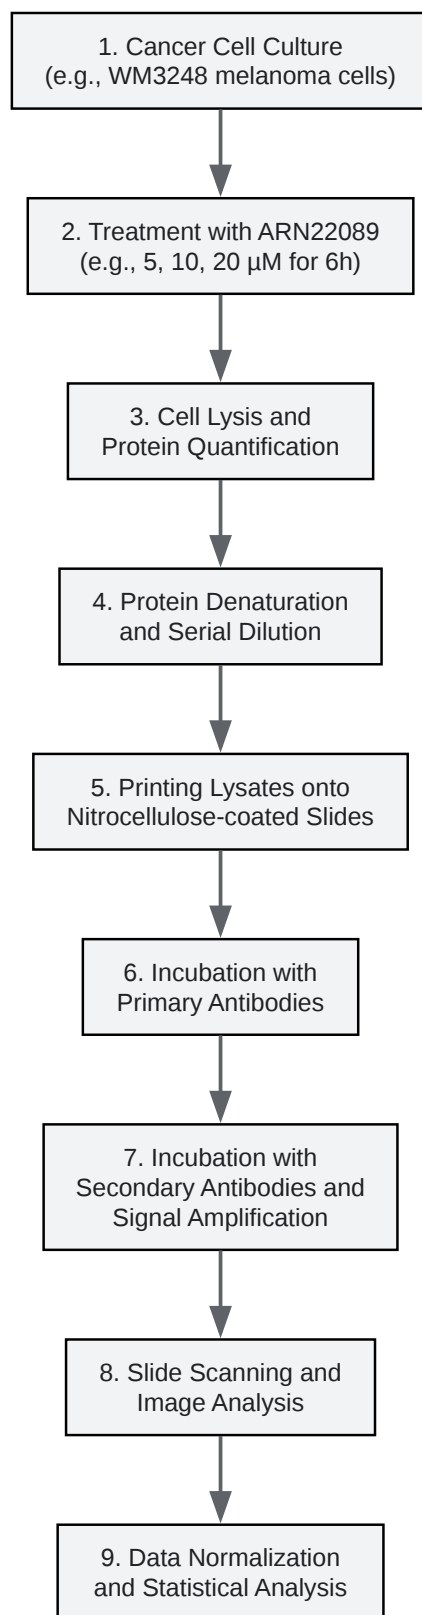 1. Cancer Cell Culture
(e.g., WM3248 melanoma cells)
2. Treatment with ARN22089
(e.g., 5, 10, 20 µM for 6h)
3. Cell Lysis and
Protein Quantification
4. Protein Denaturation
and Serial Dilution
5. Printing Lysates onto
Nitrocellulose-coated Slides
6. Incubation with
Primary Antibodies
7. Incubation with
Secondary Antibodies and
Signal Amplification
8. Slide Scanning and
Image Analysis
9. Data Normalization
and Statistical Analysis